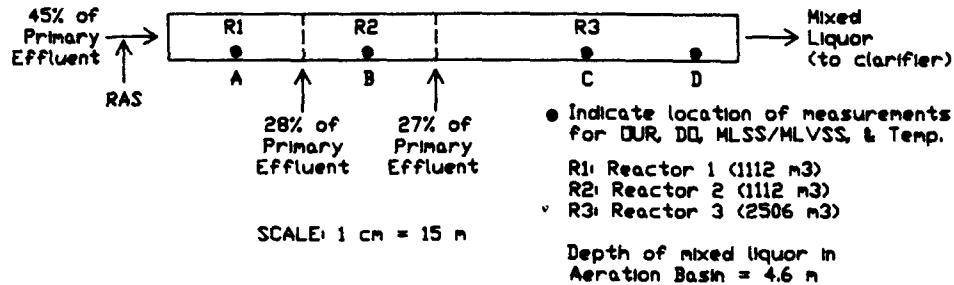 45% of
Primary
Effluent
RAS
R1
R2
R3
A
B
C
D
28% of
Primary
Effluent
27% of
Primary
Effluent
Mixed
Liquor
(to clarifier)
● Indicate location of measurements
for OUR, DO, MLSS/MLVSS, & Temp.
R1: Reactor 1 (1112 m3)
R2: Reactor 2 (1112 m3)
R3: Reactor 3 (2506 m3)
SCALE: 1 cm = 15 m
Depth of mixed liquor in
Aeration Basin = 4.6 m